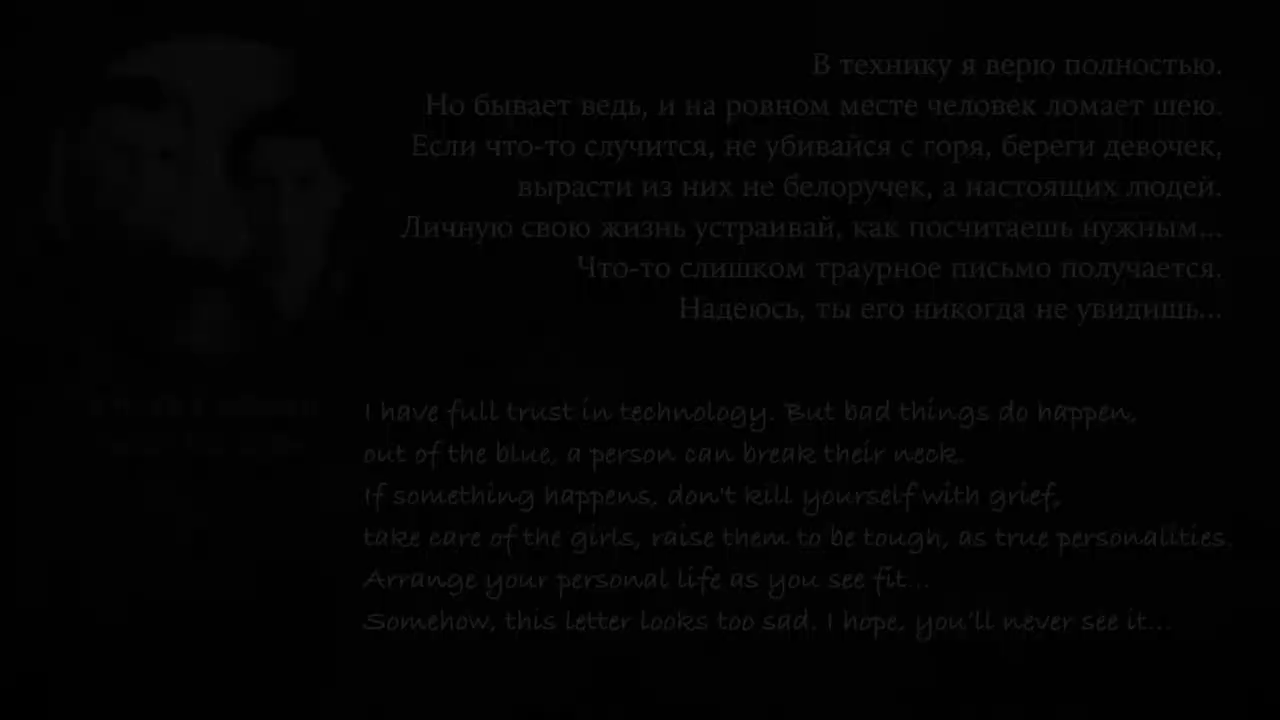 В технику я верю полностью.
Но бывает ведь, и на ровном месте человек ломает шею.
Если что-то случится, не убивайся с горя, береги девочек,
вырасти из них не белоручек, а настоящих людей.
Личную свою жизнь устраивай, как посчитаешь нужным...
Что-то слишком траурное письмо получается.
Надеюсь, ты его никогда не увидишь...
I have full trust in technology. But bad things do happen,
out of the blue, a person can break their neck.
If something happens, don't kill yourself with grief,
take care of the girls, raise them to be tough, as true personalities.
Arrange your personal life as you see fit...
Somehow, this letter looks too sad. I hope, you'll never see it...